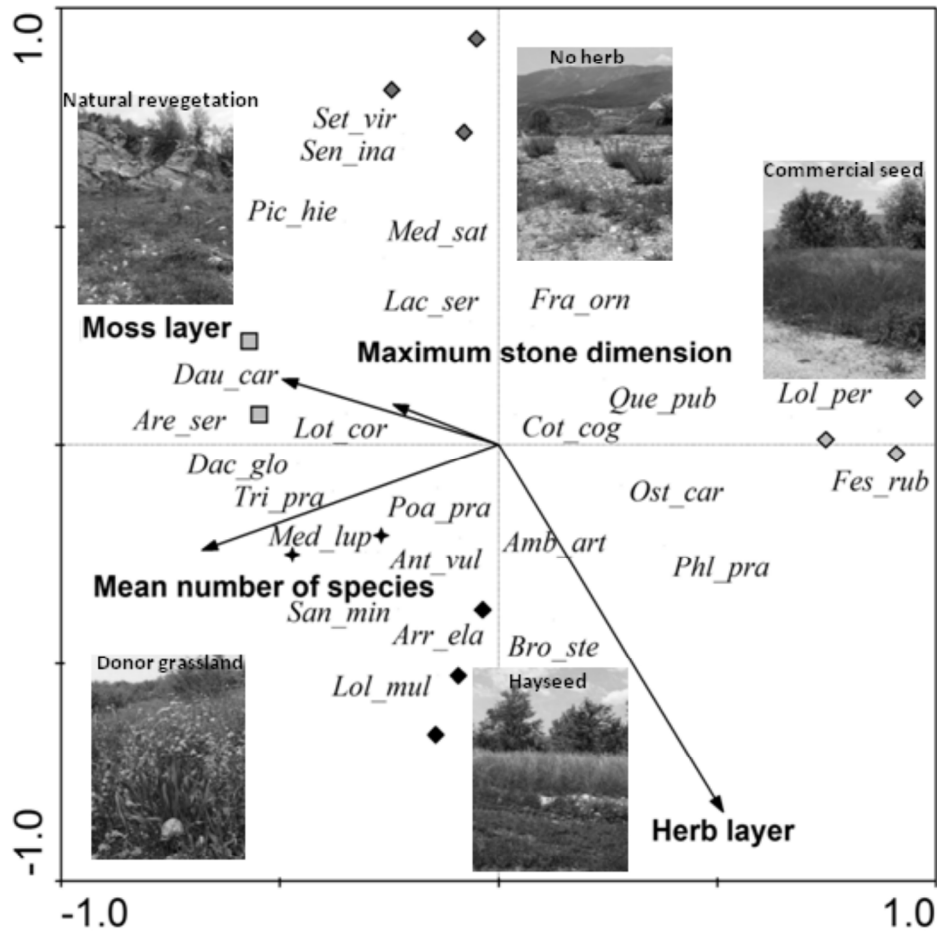 1.0
No herb
Natural revegetation
Set_vir
Sen_ina
Commercial seed
Pic_hie
Med_sat
Lac_ser
Fra_orn
Moss layer
Maximum stone dimension
Dau_car
Que_pub
Lol_per
Are_ser
Lot_cor
Cot_cog
Dac_glo
Fes_rub
Tri_pra
Ost_car
Poa_pra
Med_lup
Amb_art
Ant_vul
Phl_pra
Mean number of species
San_min
Arr_ela
Bro_ste
Donor grassland
Lol_mul
Hayseed
Herb layer
-1.0
-1.0
1.0